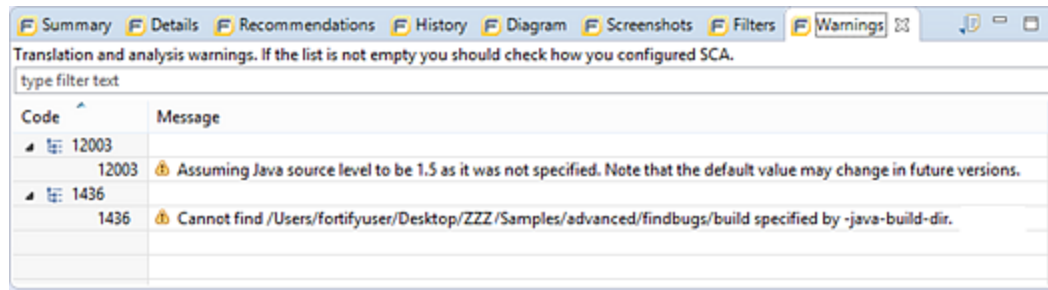 Summary Details Recommendations History Diagram Screenshots Filters Warnings
Translation and analysis warnings. If the list is not empty you should check how you configured SCA.
type filter text
Code Message
12003
12003 Assuming Java source level to be 1.5 as it was not specified. Note that the default value may change in future versions.
1436
1436 Cannot find /Users/fortifyuser/Desktop/ZZZ/Samples/advanced/findbugs/build specified by -java-build-dir.